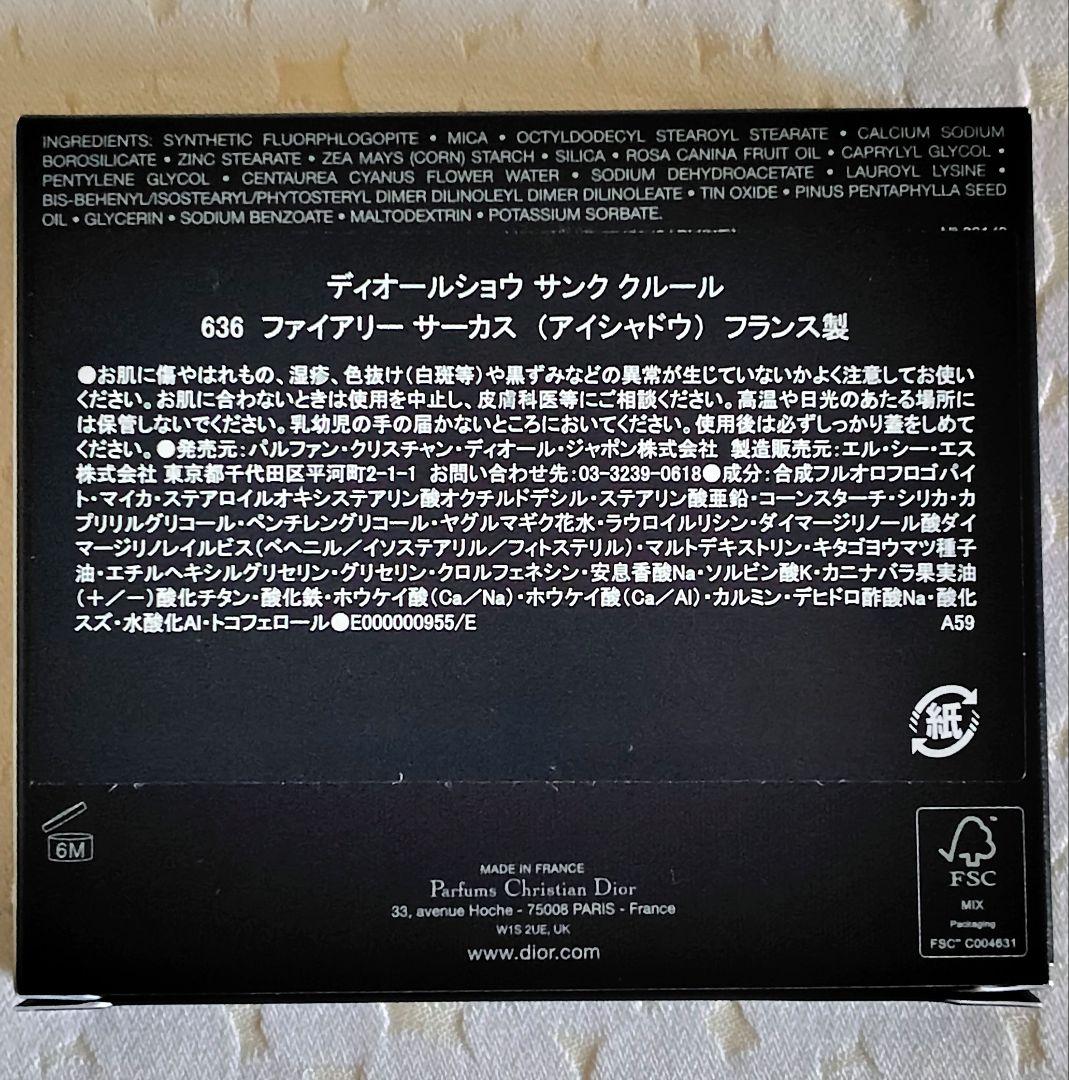 INGREDIENTS: SYNTHETIC FLUORPHLOGOPITE • MICA • OCTYLDODECYL STEAROYL STEARATE • CALCIUM SODIUM
BOROSILICATE • ZINC STEARATE • ZEA MAYS (CORN) STARCH • SILICA • ROSA CANINA FRUIT OIL • CAPRYLYL GLYCOL •
PENTYLENE GLYCOL • CENTAUREA CYANUS FLOWER WATER • SODIUM DEHYDROACETATE • LAUROYL LYSINE •
BIS-BEHENYL/ISOSTEARYL/PHYTOSTERYL DIMER DILINOLEYL DIMER DILINOLEATE • TIN OXIDE • PINUS PENTAPHYLLA SEED
OIL • GLYCERIN • SODIUM BENZOATE • MALTODEXTRIN • POTASSIUM SORBATE.
ディオールショウ サンク クルール
636 ファイアリー サーカス （アイシャドウ） フランス製
●お肌に傷やはれもの、湿疹、色抜け（白斑等）や黒ずみなどの異常が生じていないかよく注意してお使い
ください。お肌に合わないときは使用を中止し、皮膚科医等にご相談ください。高温や日光のあたる場所に
は保管しないでください。乳幼児の手の届かないところにおいてください。使用後は必ずしっかり蓋をしめて
ください。●発売元：パルファン・クリスチャン・ディオール・ジャポン株式会社 製造販売元：エル・シー・エス
株式会社 東京都千代田区平河町2-1-1 お問い合わせ先：03-3239-0618●成分：合成フルオロフロゴパイ
ト・マイカ・ステアロイルオキシステアリン酸オクチルドデシル・ステアリン酸亜鉛・コーンスターチ・シリカ・カ
プリリルグリコール・ペンチレングリコール・ヤグルマギク花水・ラウロイルリシン・ダイマージリノール酸ダイ
マージリノレイルビス（ベヘニル／イソステアリル／フィトステリル）・マルトデキストリン・キタゴヨウマツ種子
油・エチルヘキシルグリセリン・グリセリン・クロルフェネシン・安息香酸Na・ソルビン酸K・カニナバラ果実油
（＋／－）酸化チタン・酸化鉄・ホウケイ酸（Ca／Na）・ホウケイ酸（Ca／Al）・カルミン・デヒドロ酢酸Na・酸化
スズ・水酸化Al・トコフェロール●E000000955/E A59
紙
6M
MADE IN FRANCE
Parfums Christian Dior
33, avenue Hoche - 75008 PARIS - France
W1S 2UE, UK
www.dior.com
FSC
MIX
Packaging
FSC™ C004631